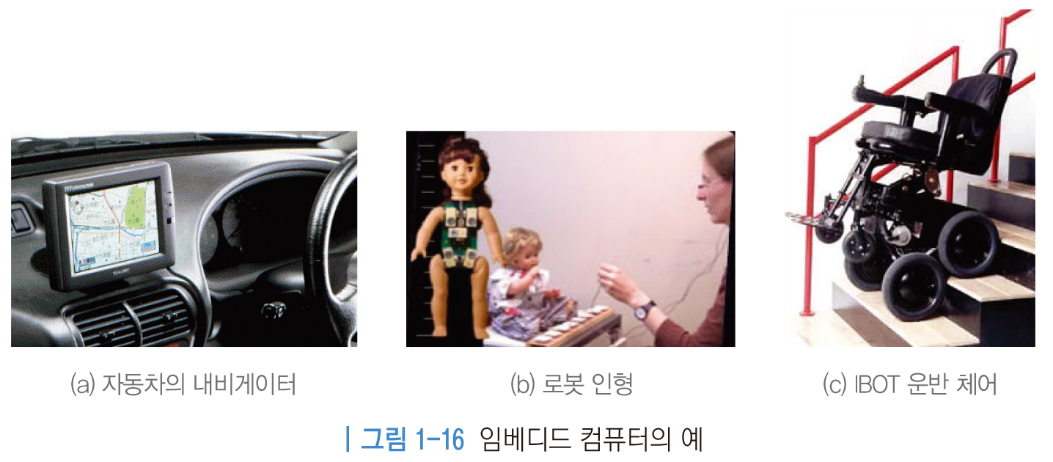 (a) 자동차의 내비게이터
(b) 로봇 인형
(c) IBOT 운반 체어
| 그림 1-16 임베디드 컴퓨터의 예